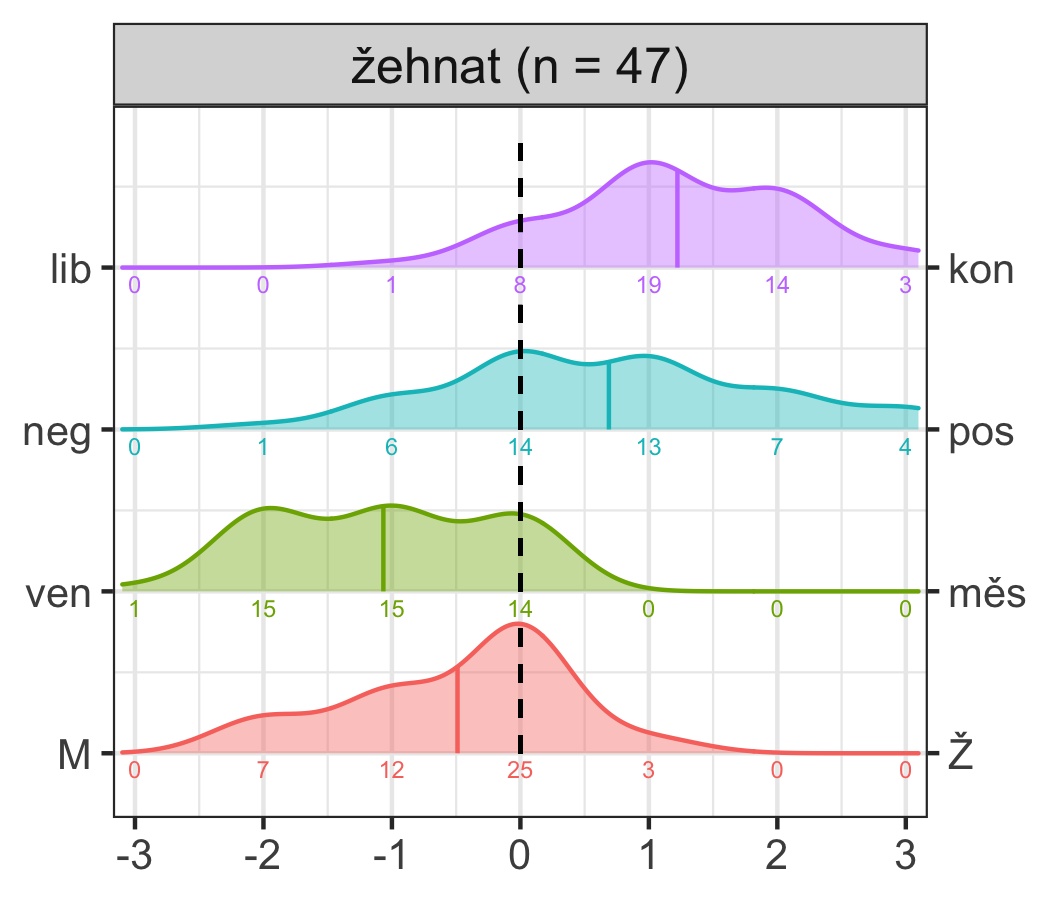 žehnat (n = 47)
lib kon
0 0 1 8 19 14 3
neg pos
0 1 6 14 13 7 4
ven měs
1 15 15 14 0 0 0
M Ž
0 7 12 25 3 0 0
-3 -2 -1 0 1 2 3